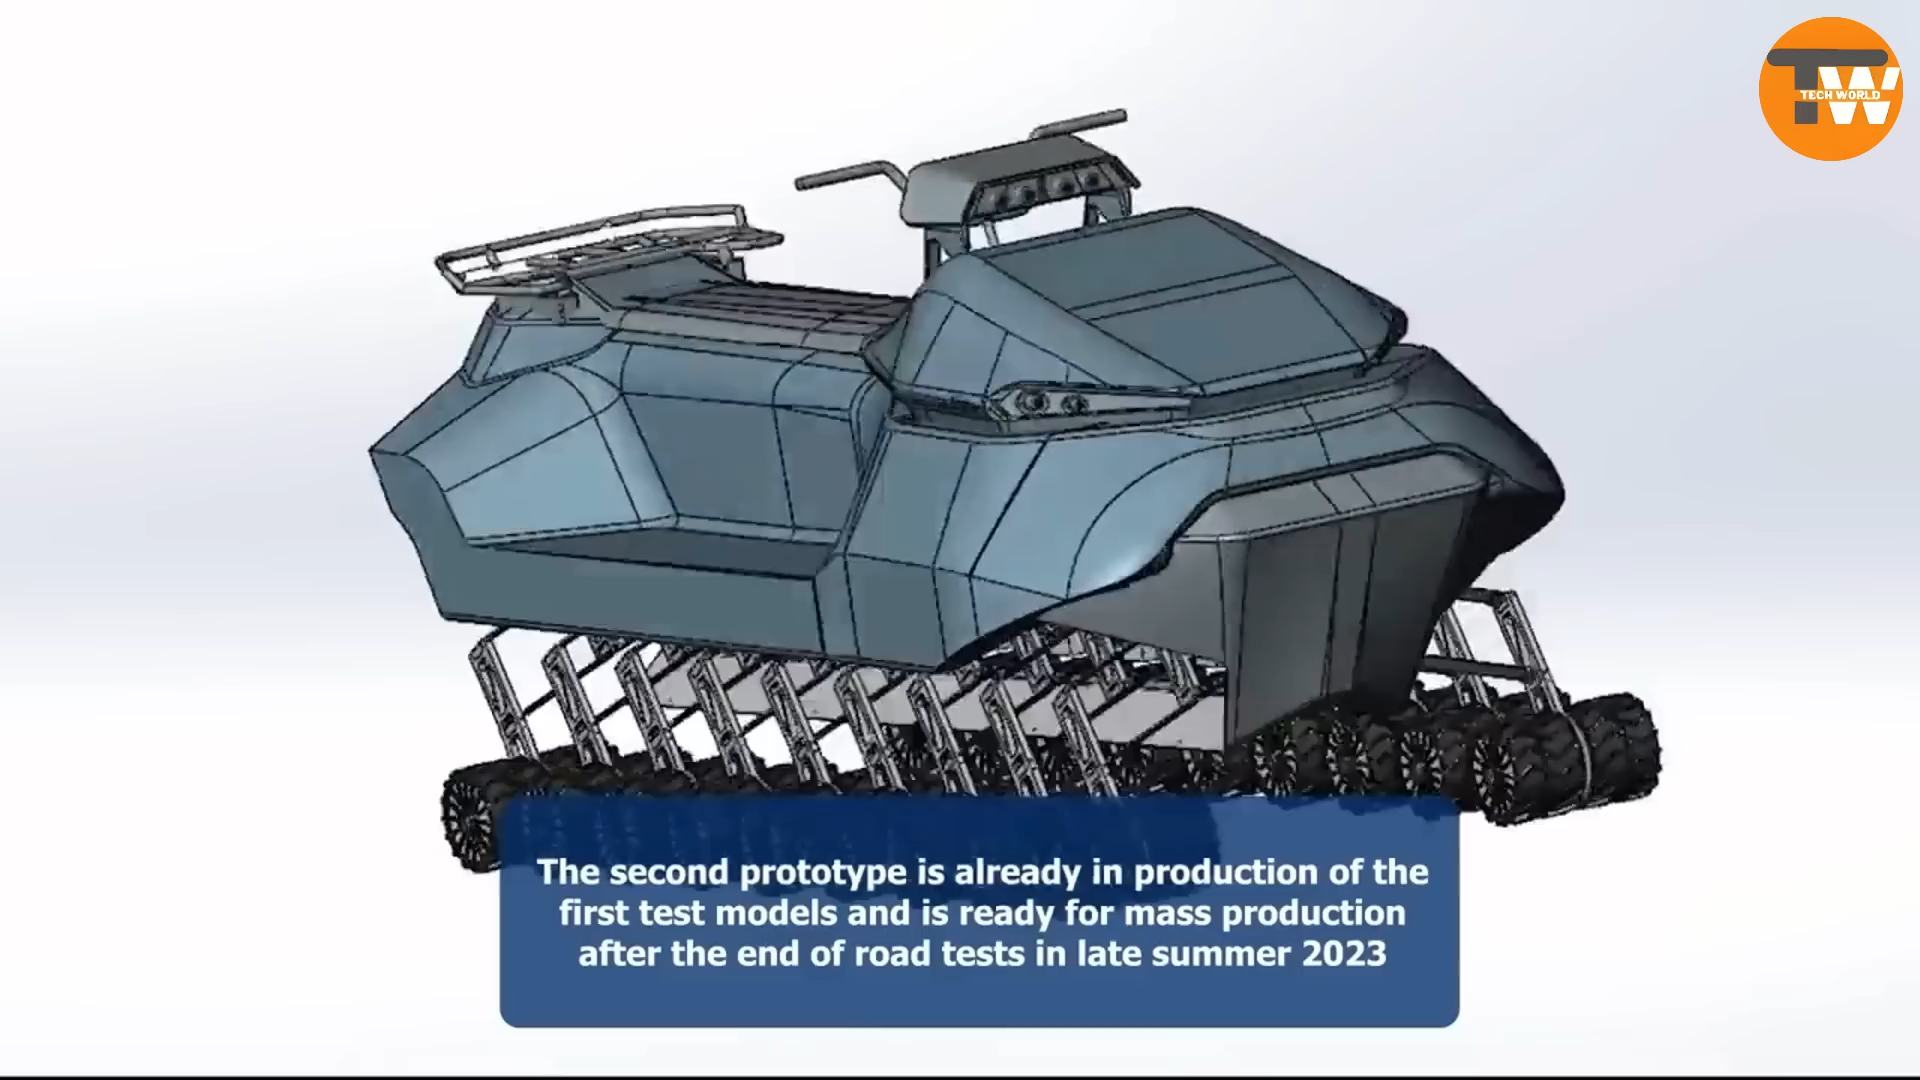 TW
TECH WORLD
The second prototype is already in production of the
first test models and is ready for mass production
after the end of road tests in late summer 2023